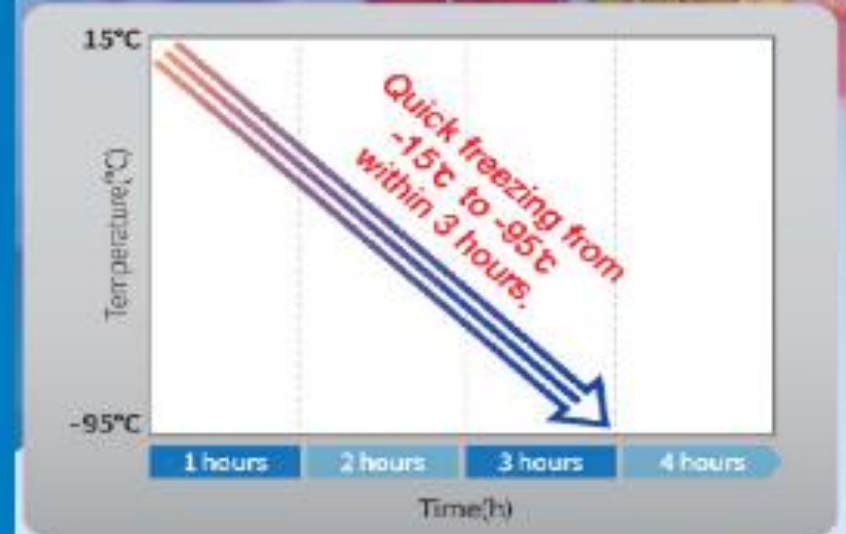 15°C
Temperature(°C)
Quick freezing from
-15℃ to -95℃
within 3 hours.
-95°C
1 hours
2 hours
3 hours
4 hours
Time(h)